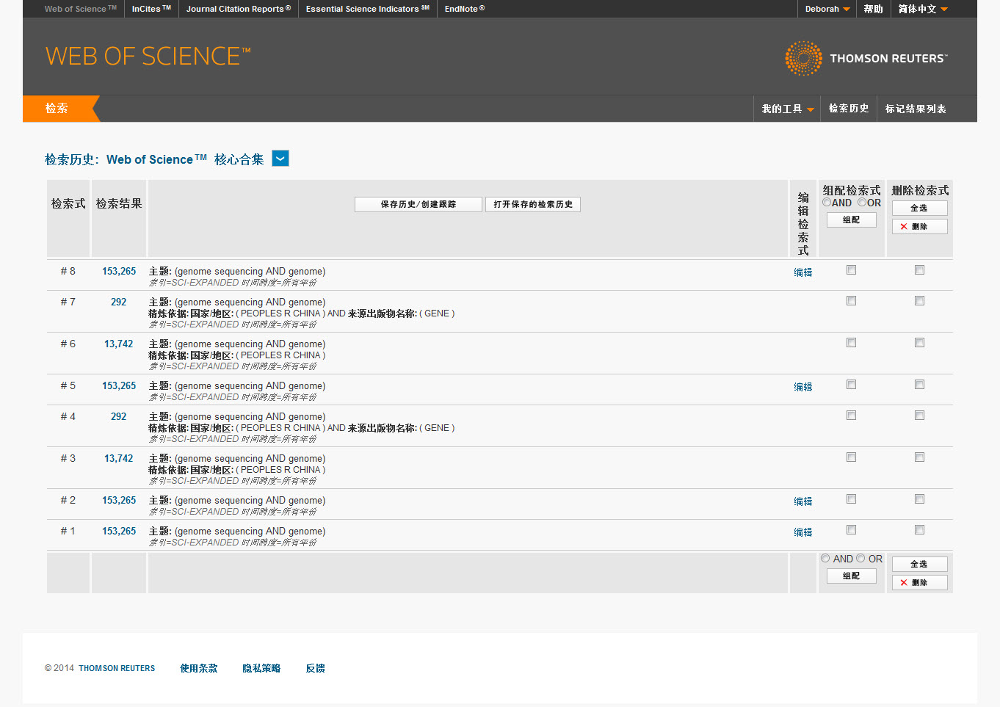 Web of Science™ InCites™ Journal Citation Reports® Essential Science Indicators℠ EndNote® Deborah 帮助 简体中文
WEB OF SCIENCE™
THOMSON REUTERS™
检索 我的工具 检索历史 标记结果列表
检索历史: Web of Science™ 核心合集
检索式 检索结果 保存历史/创建跟踪 打开保存的检索历史 编辑检索式 组配检索式 删除检索式
AND OR 全选
组配 删除
# 8 153,265 主题: (genome sequencing AND genome) 编辑
索引=SCI-EXPANDED 时间跨度=所有年份
# 7 292 主题: (genome sequencing AND genome)
精炼依据: 国家/地区: ( PEOPLES R CHINA ) AND 来源出版物名称: ( GENE )
索引=SCI-EXPANDED 时间跨度=所有年份
# 6 13,742 主题: (genome sequencing AND genome)
精炼依据: 国家/地区: ( PEOPLES R CHINA )
索引=SCI-EXPANDED 时间跨度=所有年份
# 5 153,265 主题: (genome sequencing AND genome) 编辑
索引=SCI-EXPANDED 时间跨度=所有年份
# 4 292 主题: (genome sequencing AND genome)
精炼依据: 国家/地区: ( PEOPLES R CHINA ) AND 来源出版物名称: ( GENE )
索引=SCI-EXPANDED 时间跨度=所有年份
# 3 13,742 主题: (genome sequencing AND genome)
精炼依据: 国家/地区: ( PEOPLES R CHINA )
索引=SCI-EXPANDED 时间跨度=所有年份
# 2 153,265 主题: (genome sequencing AND genome) 编辑
索引=SCI-EXPANDED 时间跨度=所有年份
# 1 153,265 主题: (genome sequencing AND genome) 编辑
索引=SCI-EXPANDED 时间跨度=所有年份
AND OR 全选
组配 删除
© 2014 THOMSON REUTERS 使用条款 隐私策略 反馈